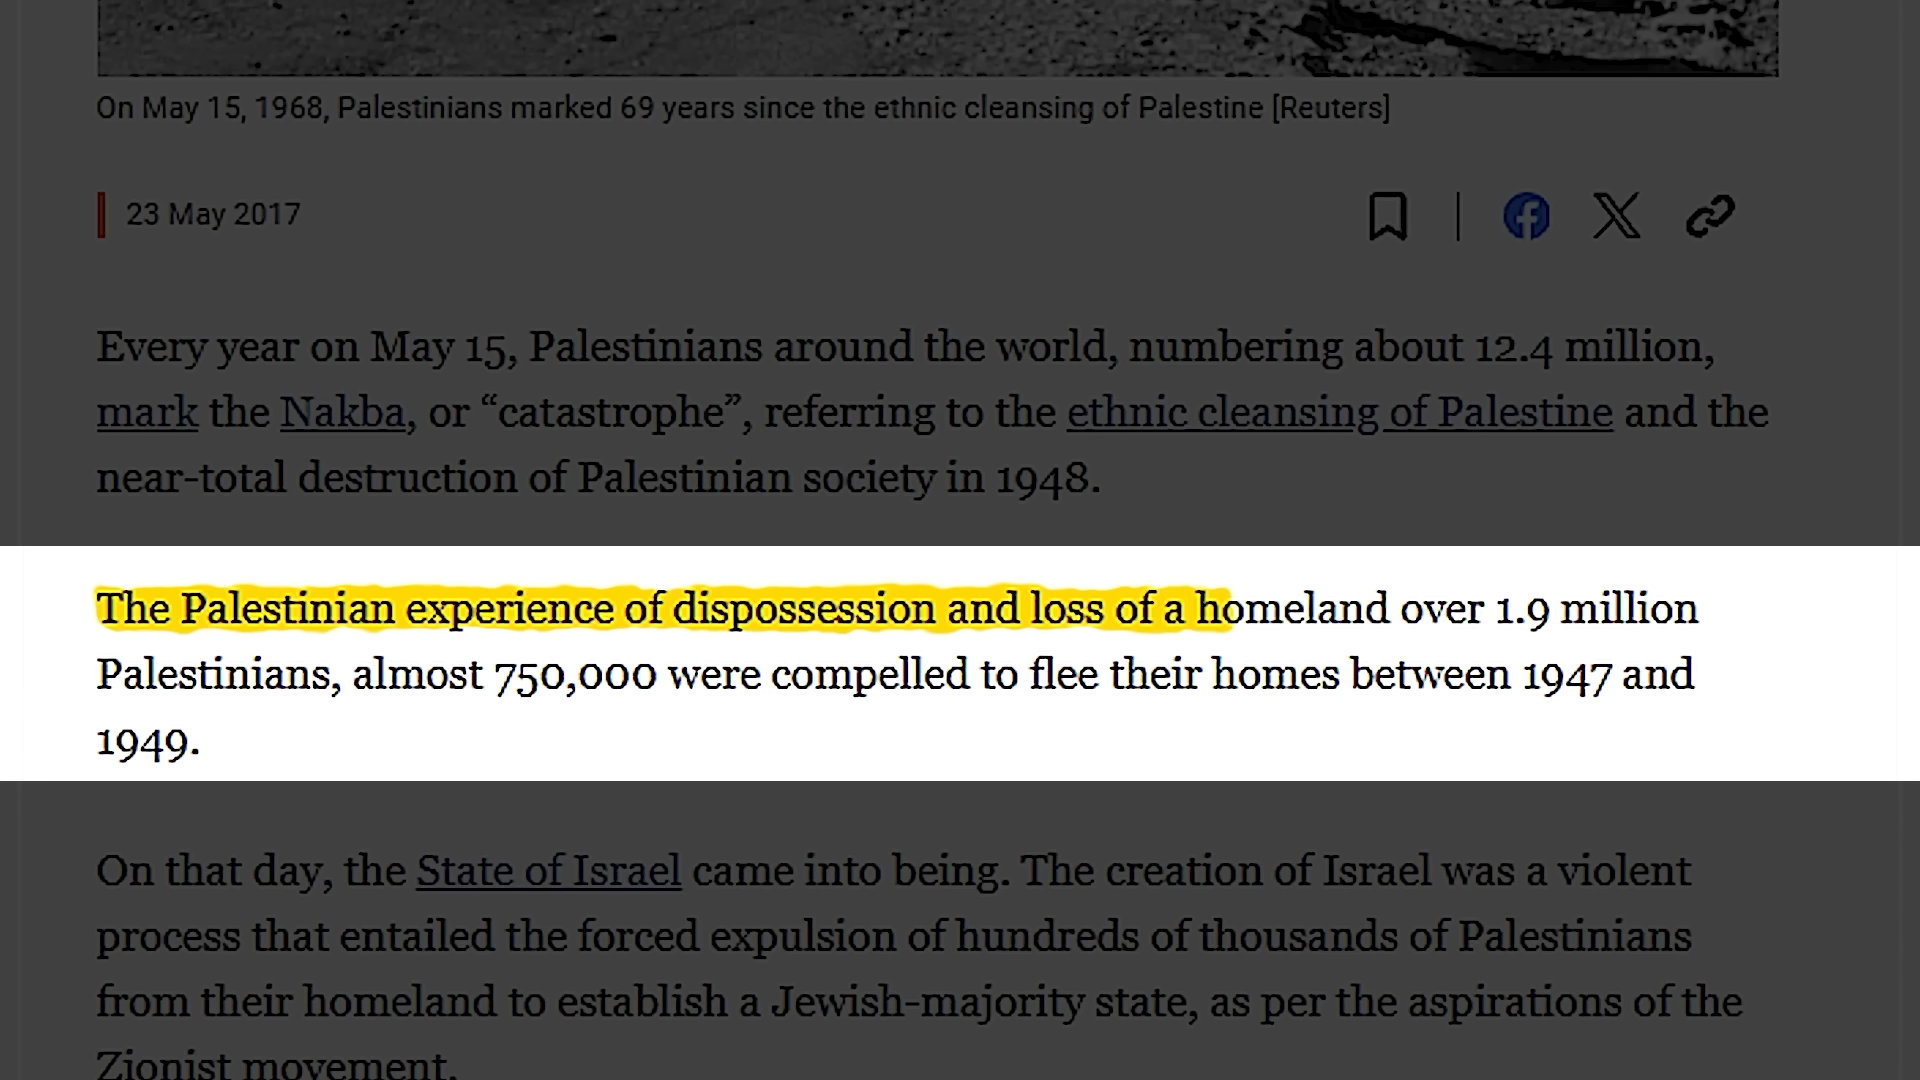 On May 15, 1968, Palestinians marked 69 years since the ethnic cleansing of Palestine [Reuters]
23 May 2017
Every year on May 15, Palestinians around the world, numbering about 12.4 million,
mark the Nakba, or “catastrophe”, referring to the ethnic cleansing of Palestine and the
near-total destruction of Palestinian society in 1948.
The Palestinian experience of dispossession and loss of a homeland over 1.9 million
Palestinians, almost 750,000 were compelled to flee their homes between 1947 and
1949.
On that day, the State of Israel came into being. The creation of Israel was a violent
process that entailed the forced expulsion of hundreds of thousands of Palestinians
from their homeland to establish a Jewish-majority state, as per the aspirations of the
Zionist movement.